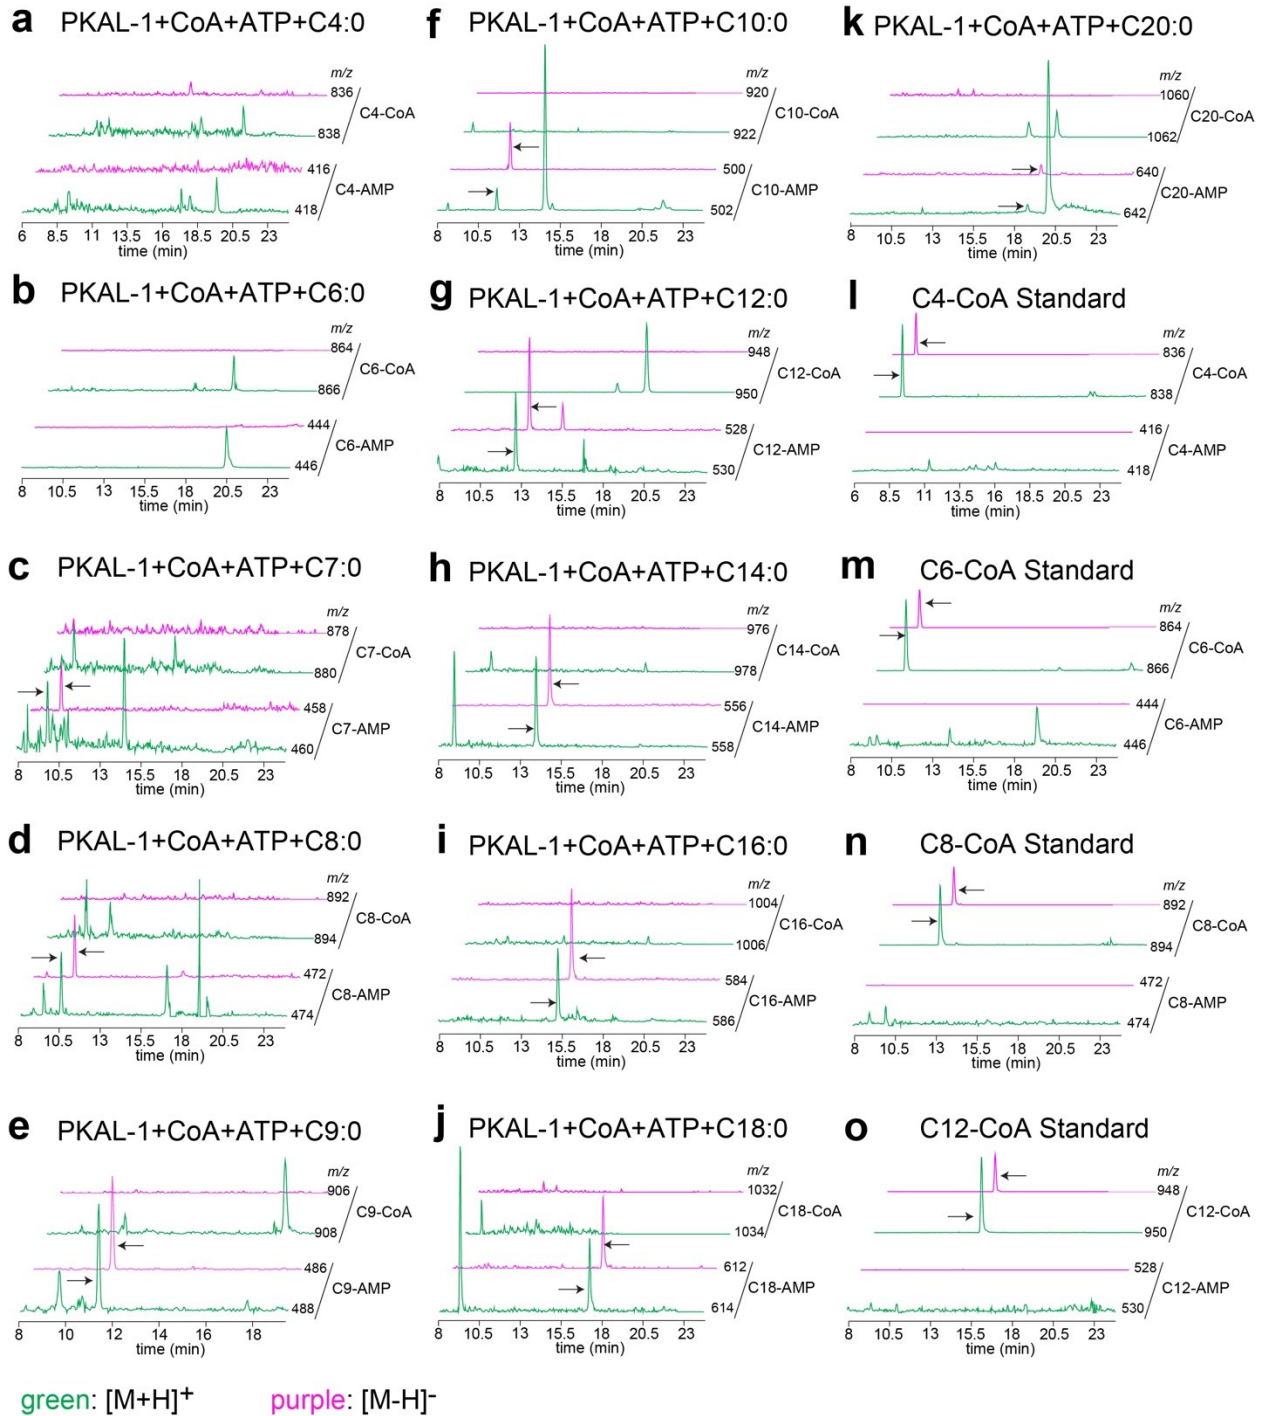 a PKAL-1+CoA+ATP+C4:0
m/z
836
C4-CoA
838
416
C4-AMP
418
6 8.5 11 13.5 16 18.5 20.5 23
time (min)
b PKAL-1+CoA+ATP+C6:0
m/z
864
C6-CoA
866
444
C6-AMP
446
8 10.5 13 15.5 18 20.5 23
time (min)
c PKAL-1+CoA+ATP+C7:0
m/z
878
C7-CoA
880
458
C7-AMP
460
8 10.5 13 15.5 18 20.5 23
time (min)
d PKAL-1+CoA+ATP+C8:0
m/z
892
C8-CoA
894
472
C8-AMP
474
8 10.5 13 15.5 18 20.5 23
time (min)
e PKAL-1+CoA+ATP+C9:0
m/z
906
C9-CoA
908
486
C9-AMP
488
8 10 12 14 16 18
time (min)
f PKAL-1+CoA+ATP+C10:0
m/z
920
C10-CoA
922
500
C10-AMP
502
8 10.5 13 15.5 18 20.5 23
time (min)
g PKAL-1+CoA+ATP+C12:0
m/z
948
C12-CoA
950
528
C12-AMP
530
8 10.5 13 15.5 18 20.5 23
time (min)
h PKAL-1+CoA+ATP+C14:0
m/z
976
C14-CoA
978
556
C14-AMP
558
8 10.5 13 15.5 18 20.5 23
time (min)
i PKAL-1+CoA+ATP+C16:0
m/z
1004
C16-CoA
1006
584
C16-AMP
586
8 10.5 13 15.5 18 20.5 23
time (min)
j PKAL-1+CoA+ATP+C18:0
m/z
1032
C18-CoA
1034
612
C18-AMP
614
8 10.5 13 15.5 18 20.5 23
time (min)
k PKAL-1+CoA+ATP+C20:0
m/z
1060
C20-CoA
1062
640
C20-AMP
642
8 10.5 13 15.5 18 20.5 23
time (min)
l C4-CoA Standard
m/z
836
C4-CoA
838
416
C4-AMP
418
6 8.5 11 13.5 16 18.5 20.5 23
time (min)
m C6-CoA Standard
m/z
864
C6-CoA
866
444
C6-AMP
446
8 10.5 13 15.5 18 20.5 23
time (min)
n C8-CoA Standard
m/z
892
C8-CoA
894
472
C8-AMP
474
8 10.5 13 15.5 18 20.5 23
time (min)
o C12-CoA Standard
m/z
948
C12-CoA
950
528
C12-AMP
530
8 10.5 13 15.5 18 20.5 23
time (min)
green: [M+H]+ purple: [M-H]-